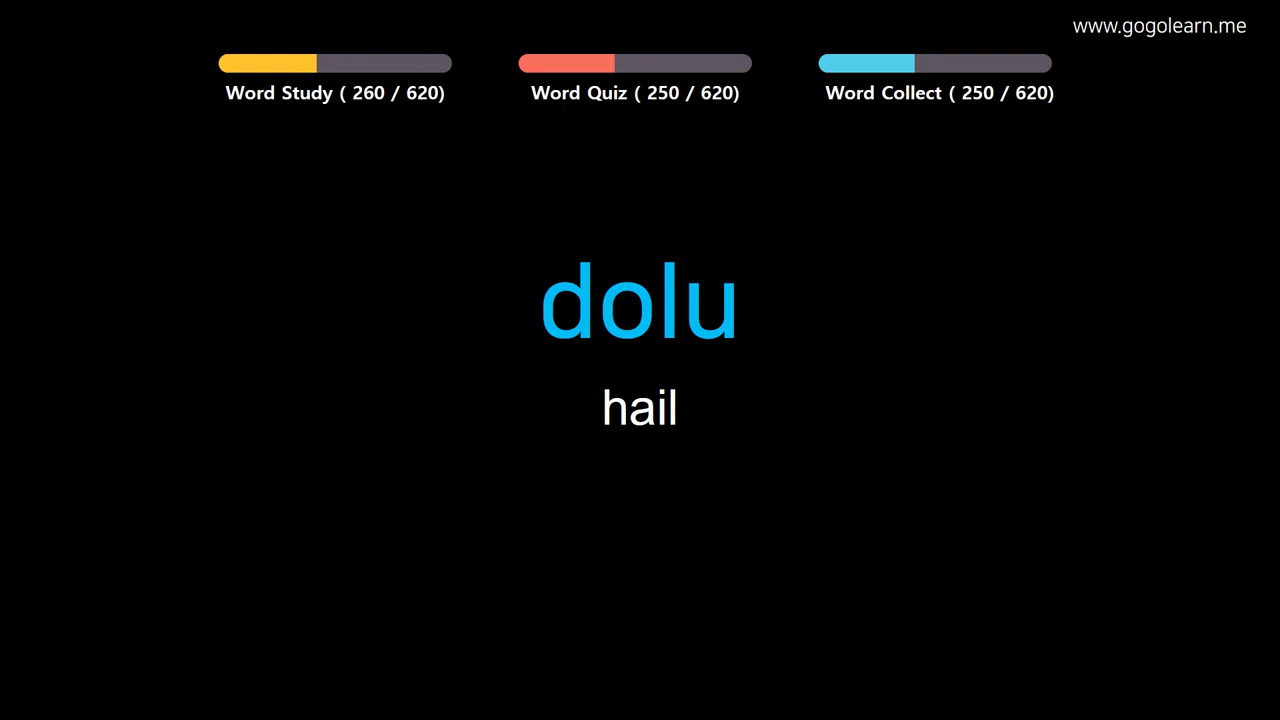 www.gogolearn.me
Word Study ( 260 / 620)
Word Quiz ( 250 / 620)
Word Collect ( 250 / 620)
dolu
hail